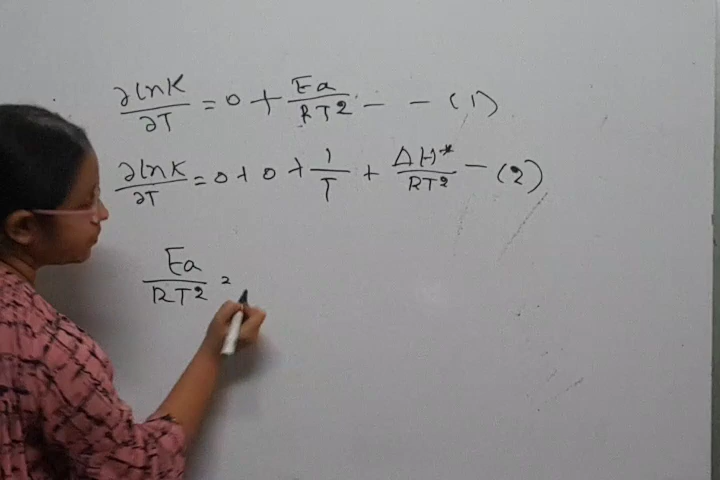 ∂lnK/∂T = 0 + Ea/RT² - - (1)
∂lnK/∂T = 0 + 0 + 1/T + ΔH*/RT² - (2)
Ea/RT² =